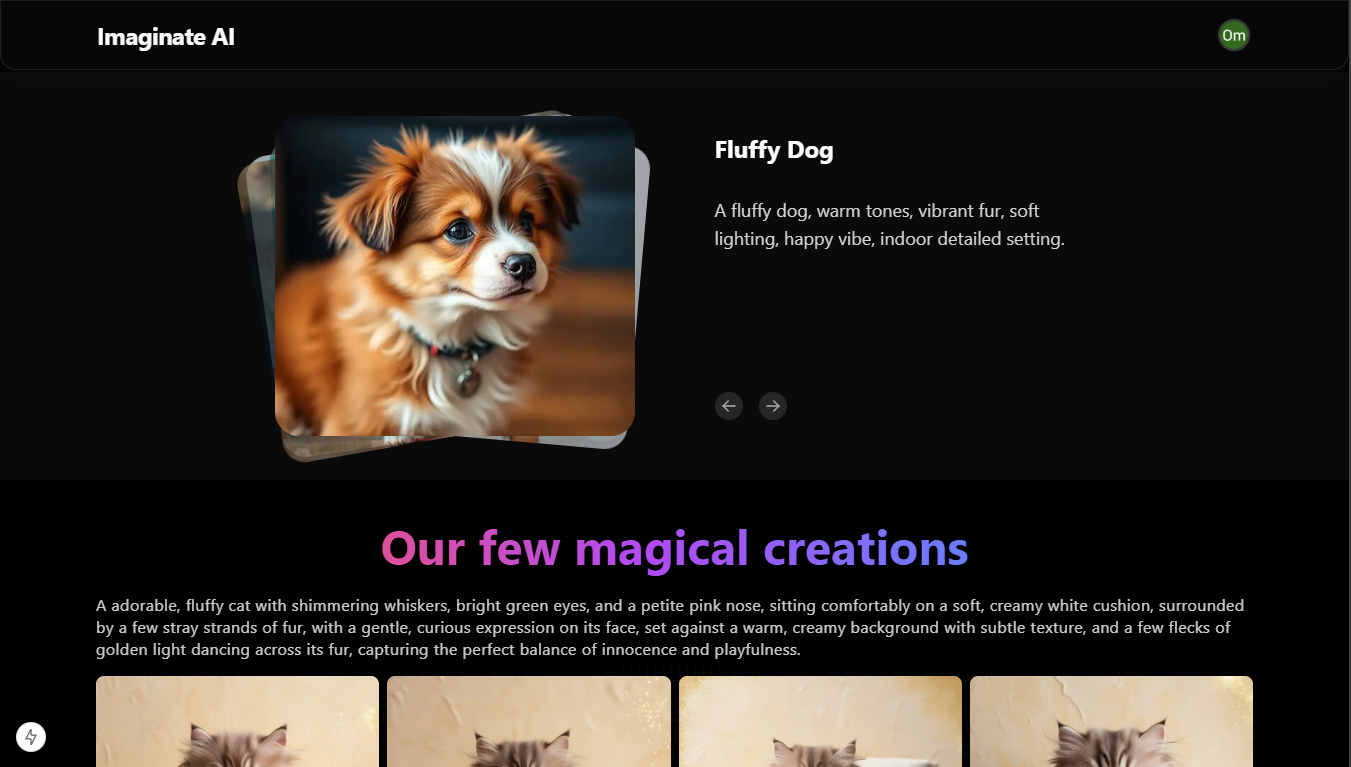 Imaginate AI
Om
Fluffy Dog
A fluffy dog, warm tones, vibrant fur, soft
lighting, happy vibe, indoor detailed setting.
Our few magical creations
A adorable, fluffy cat with shimmering whiskers, bright green eyes, and a petite pink nose, sitting comfortably on a soft, creamy white cushion, surrounded
by a few stray strands of fur, with a gentle, curious expression on its face, set against a warm, creamy background with subtle texture, and a few flecks of
golden light dancing across its fur, capturing the perfect balance of innocence and playfulness.